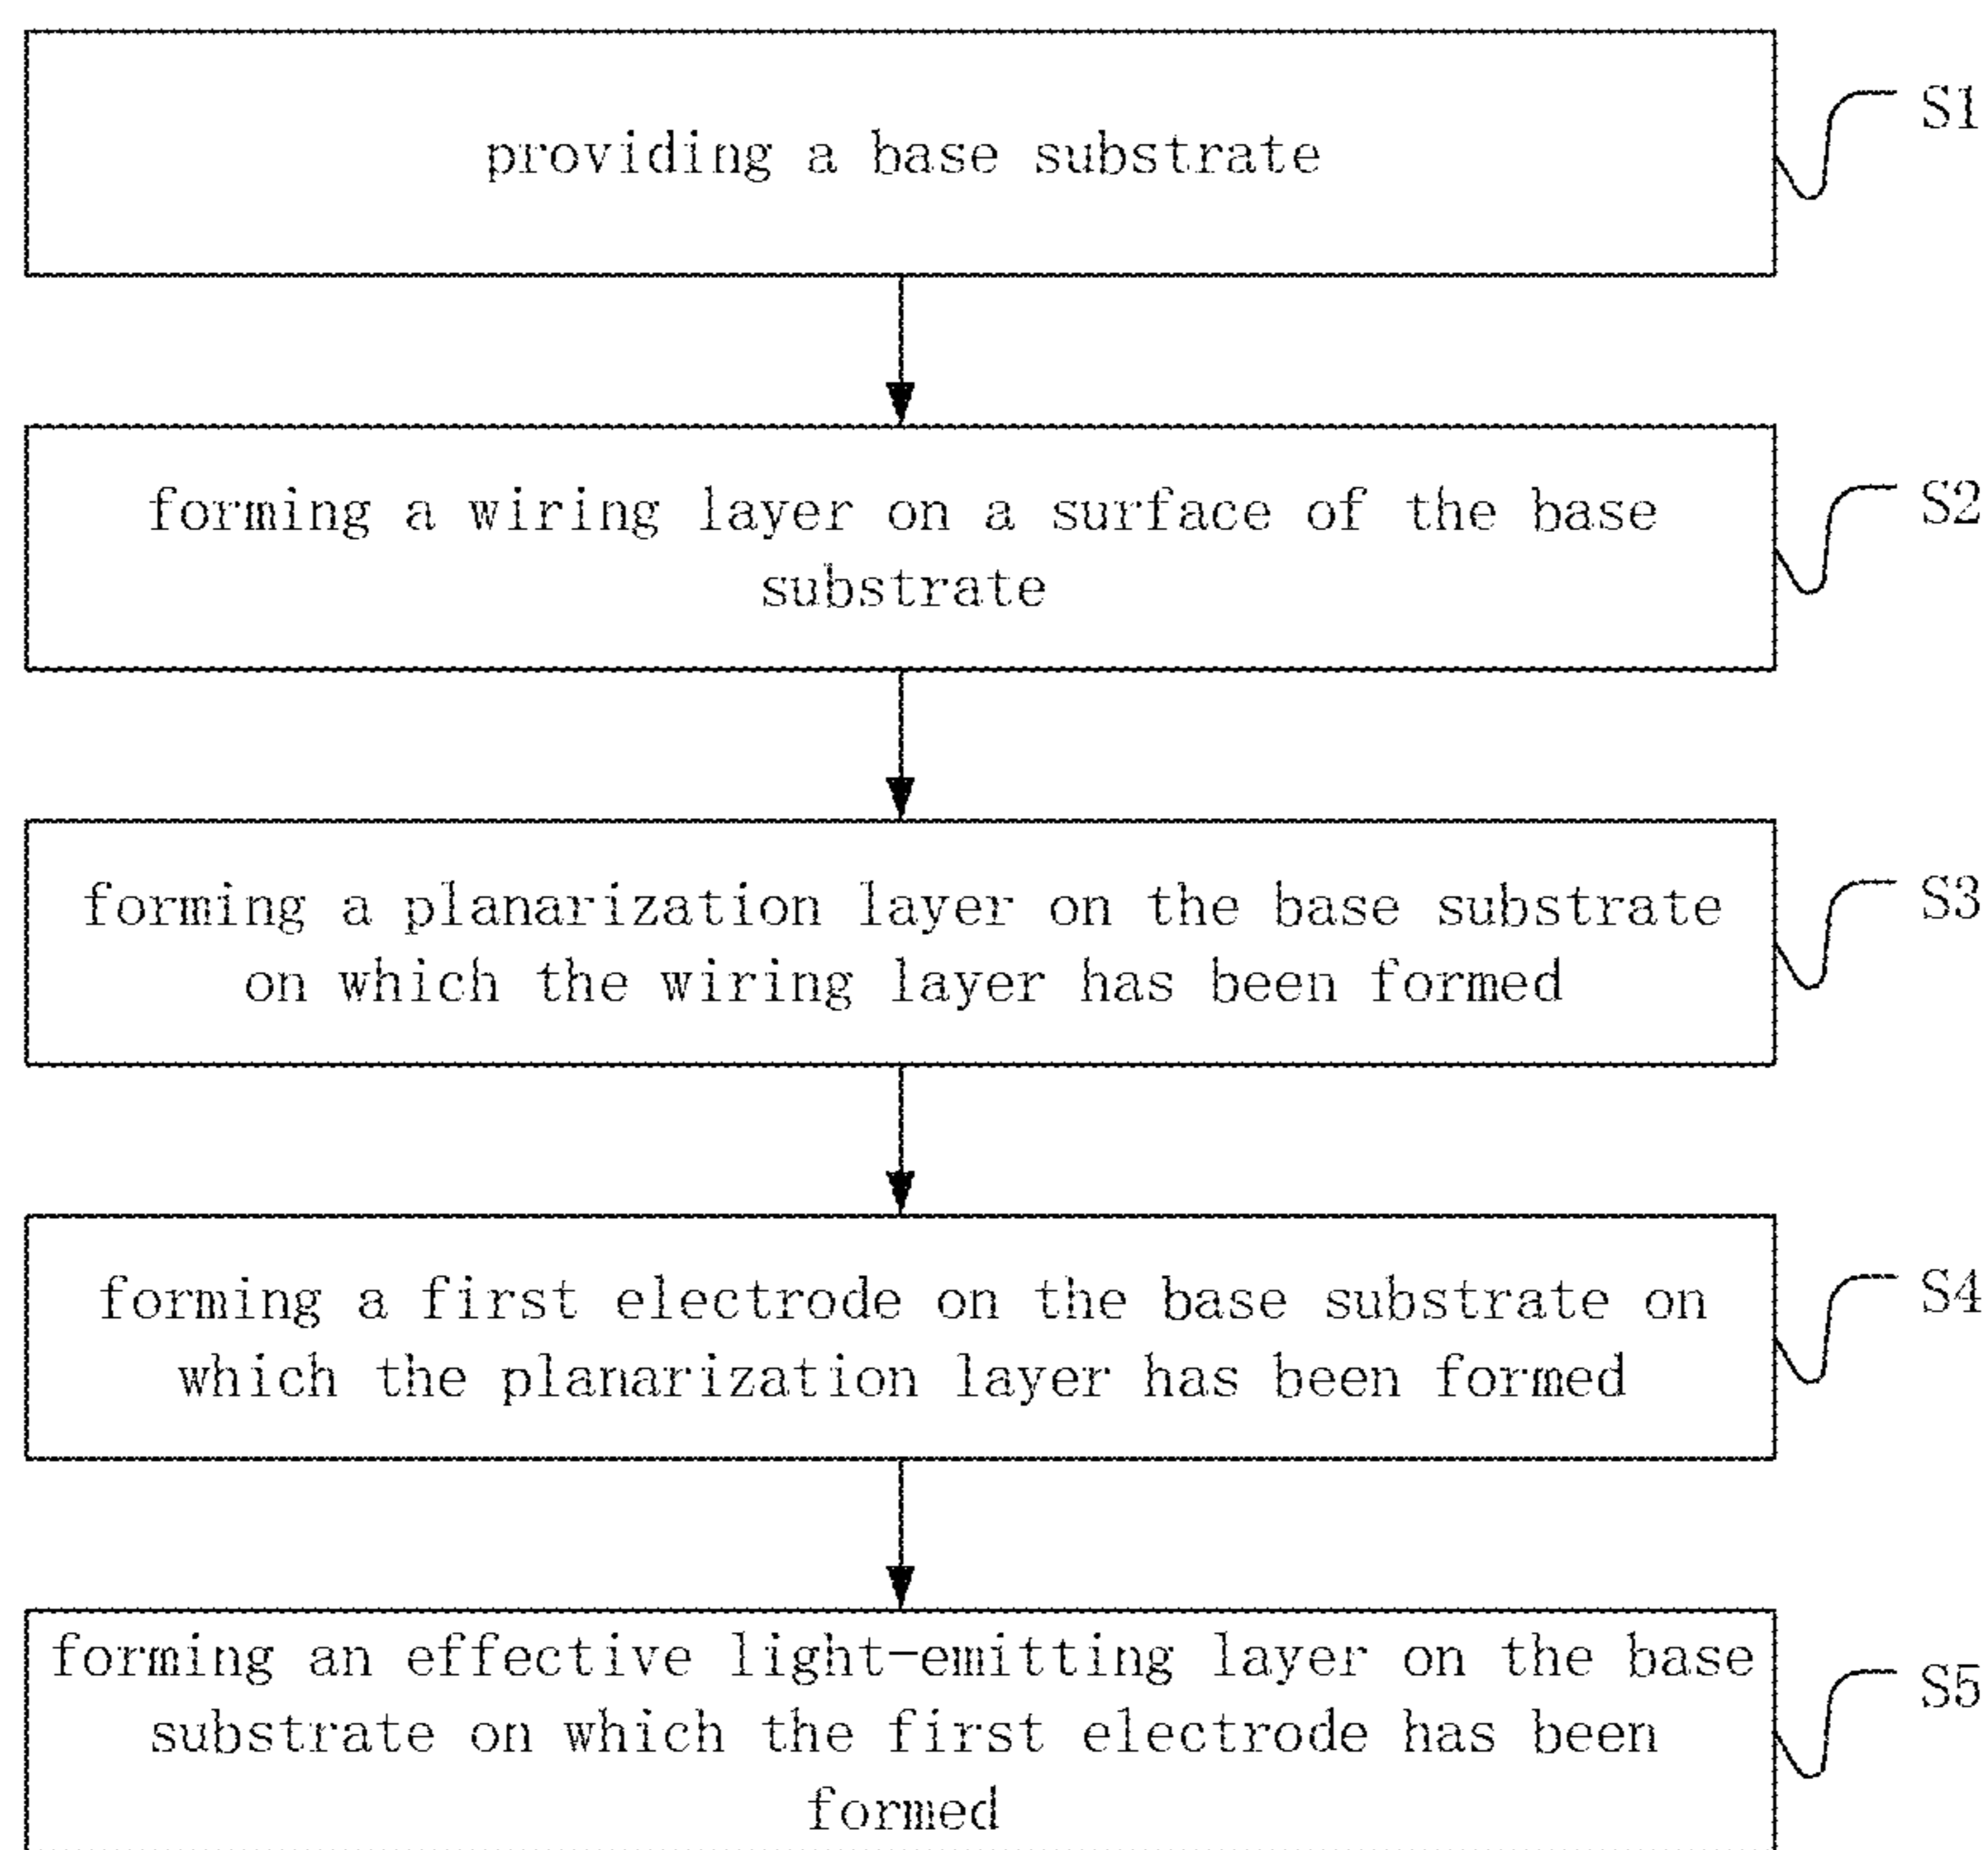 providing a base substrate
S1
forming a wiring layer on a surface of the base
substrate
S2
forming a planarization layer on the base substrate
on which the wiring layer has been formed
S3
forming a first electrode on the base substrate on
which the planarization layer has been formed
S4
forming an effective light-emitting layer on the base
substrate on which the first electrode has been
formed
S5